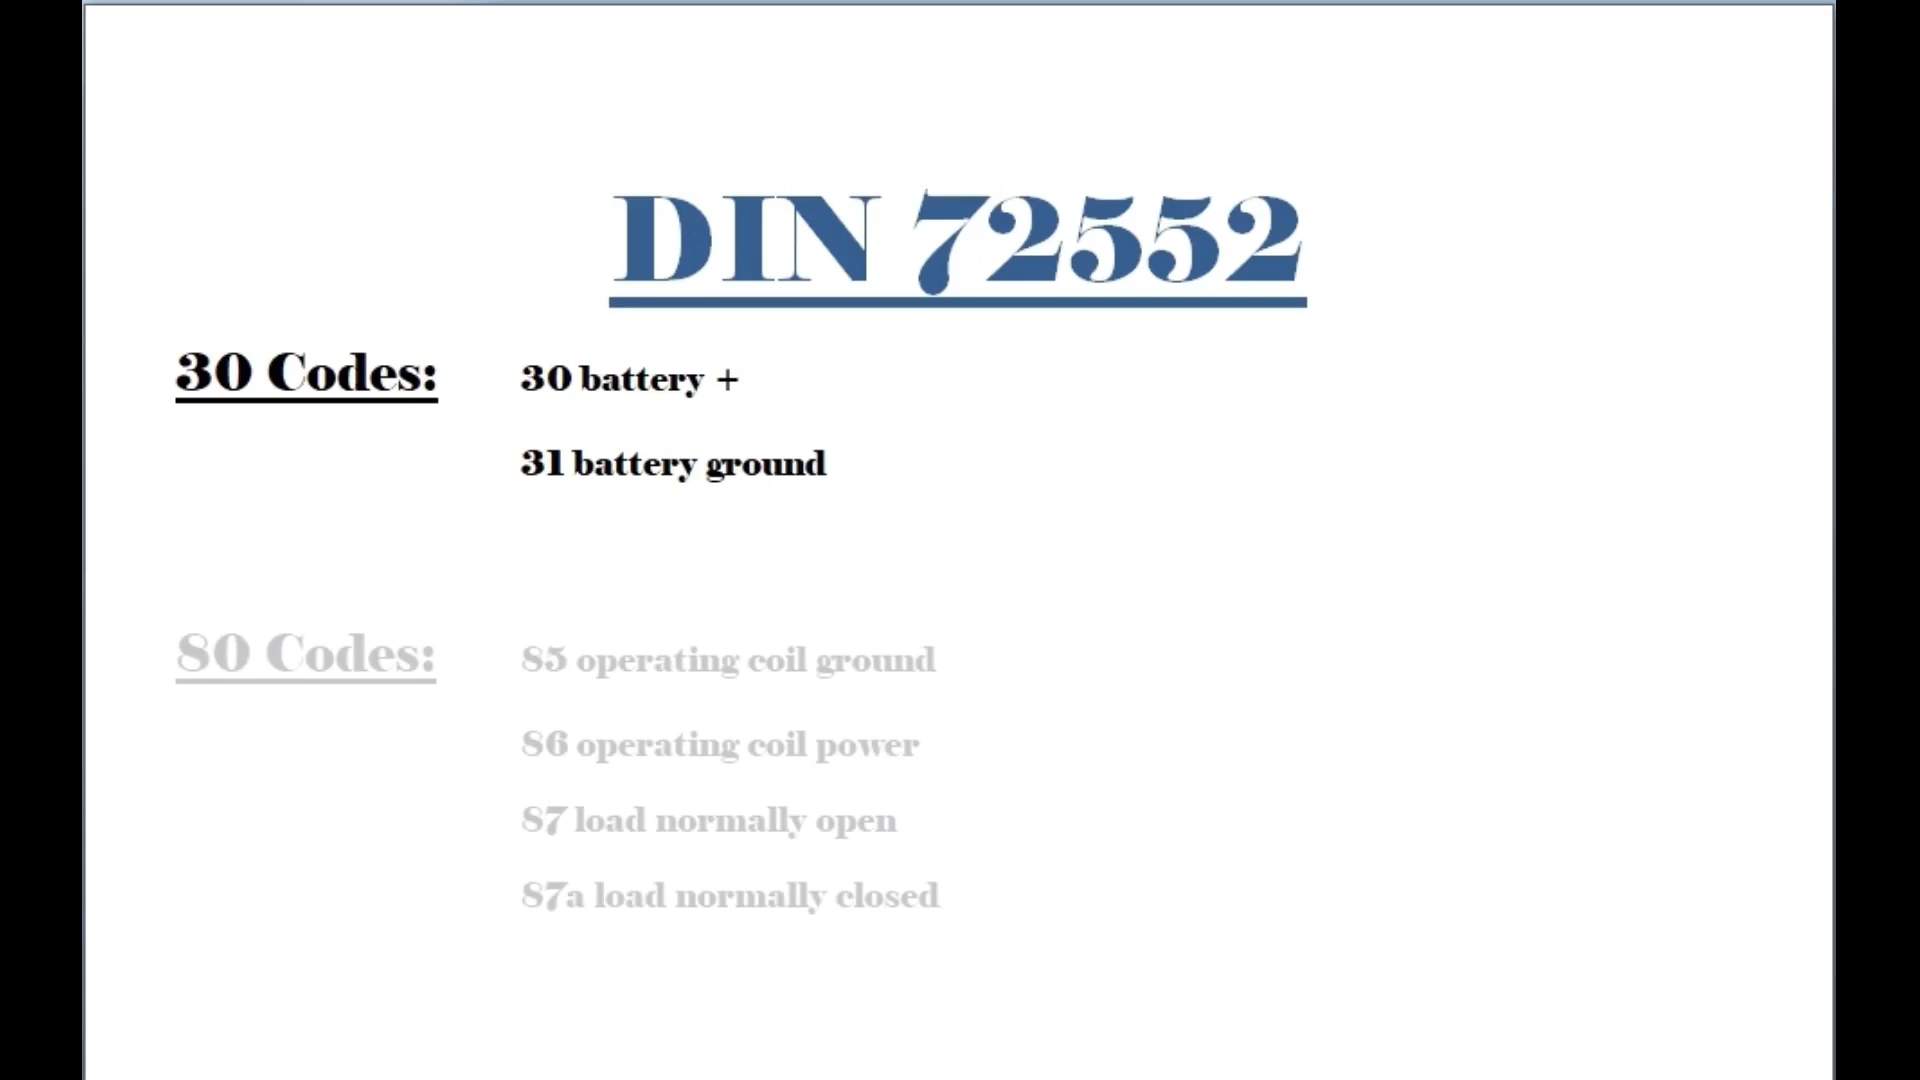 DIN 72552
30 Codes: 30 battery +
31 battery ground
80 Codes: 85 operating coil ground
86 operating coil power
87 load normally open
87a load normally closed